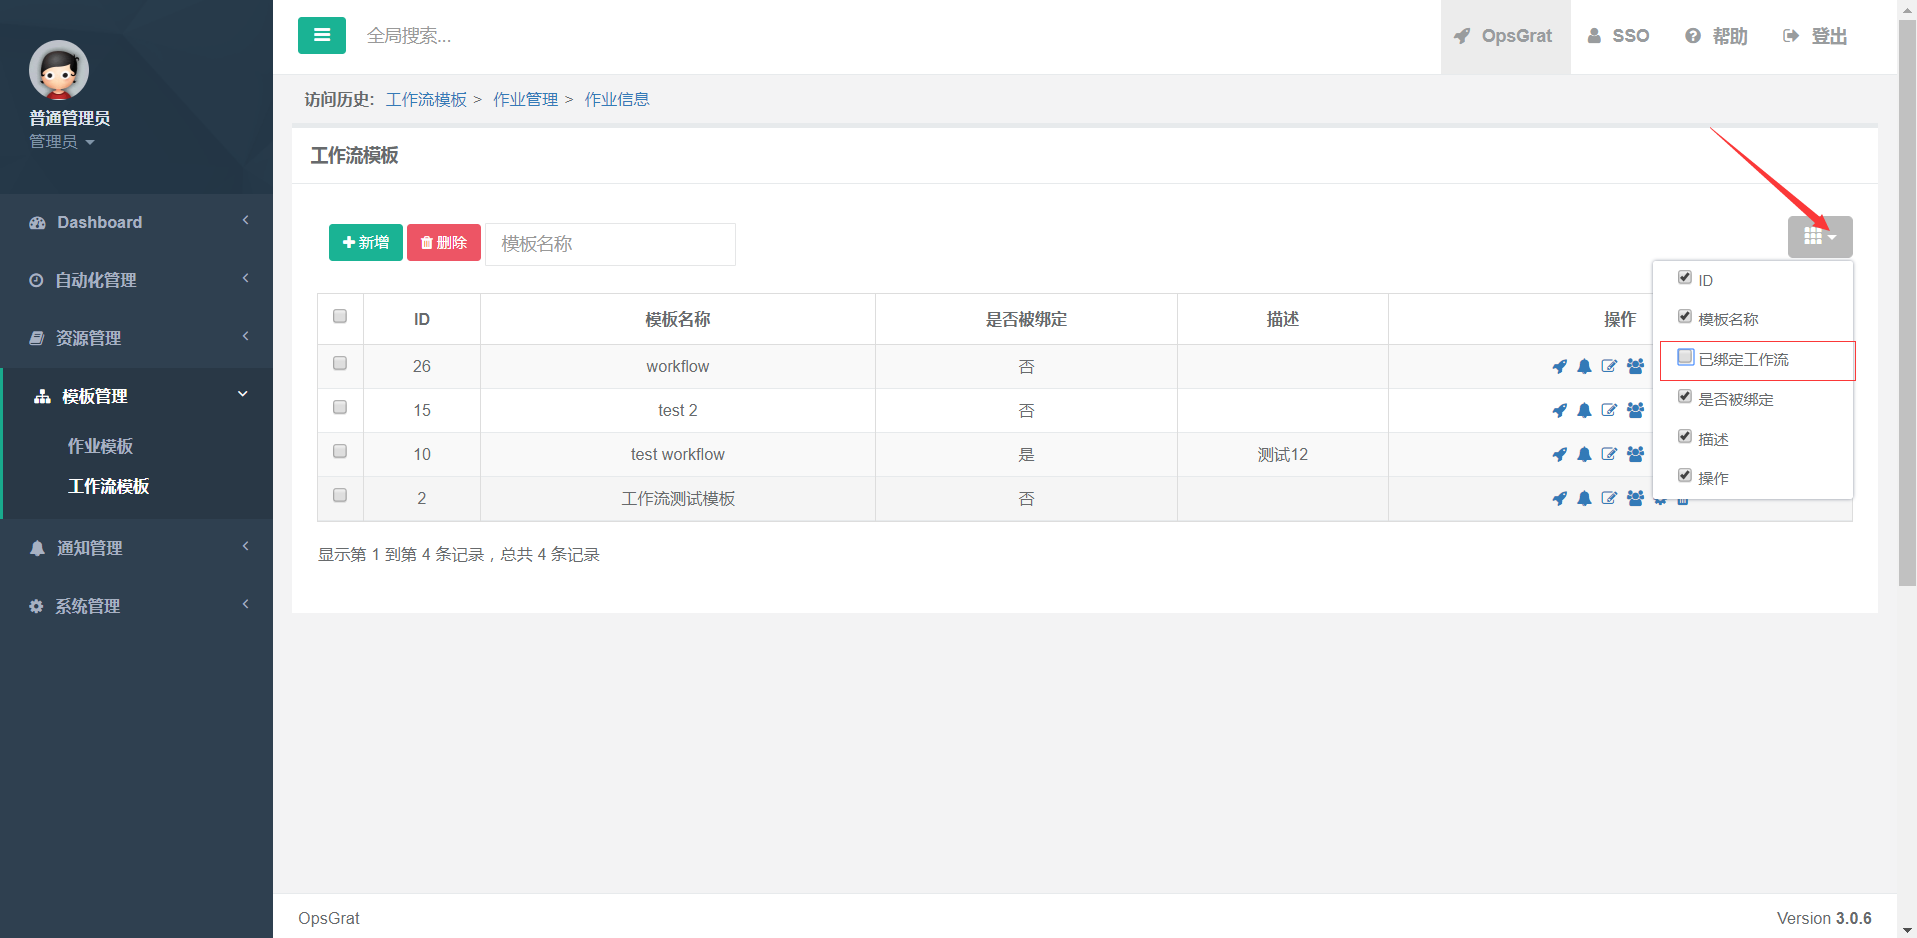 普通管理员
管理员
Dashboard
自动化管理
资源管理
模板管理
作业模板
工作流模板
通知管理
系统管理
全局搜索...
OpsGrat
SSO
帮助
登出
访问历史: 工作流模板 > 作业管理 > 作业信息
工作流模板
新增
删除
模板名称
ID 模板名称 是否被绑定 描述 操作
26 workflow 否
15 test 2 否
10 test workflow 是 测试12
2 工作流测试模板 否
ID
模板名称
已绑定工作流
是否被绑定
描述
操作
显示第 1 到第 4 条记录，总共 4 条记录
OpsGrat
Version 3.0.6